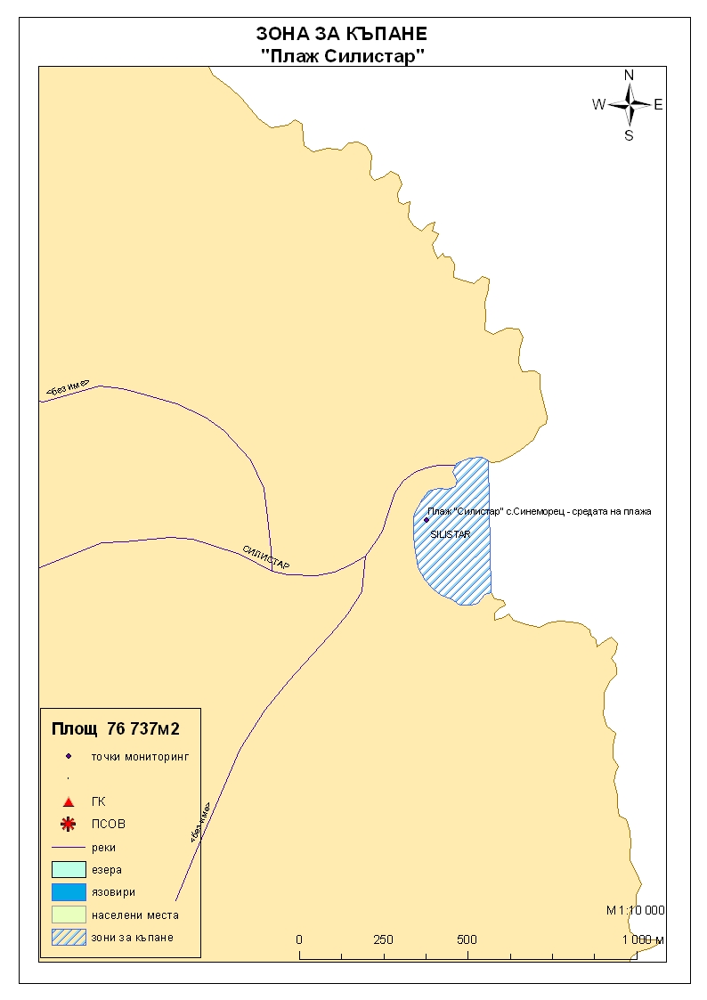 ЗОНА ЗА КЪПАНЕ
"Плаж Силистар"
N
W E
S
<без име>
Плаж "Силистар" с.Синеморец - средата на плажа
SILISTAR
СИЛИСТАР
<без име>
Площ 76 737м2
точки мониторинг
ГК
ПСОВ
реки
езера
язовири
населени места
зони за къпане
М 1:10 000
0 250 500 1 000 м